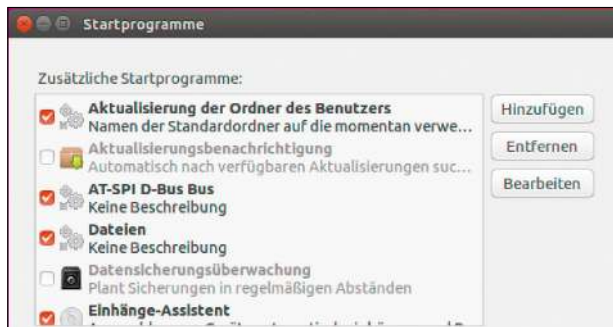 Startprogramme
Zusätzliche Startprogramme:
Aktualisierung der Ordner des Benutzers
Namen der Standardordner auf die momentan verwe...
Hinzufügen
Aktualisierungsbenachrichtigung
Automatisch nach verfügbaren Aktualisierungen suc...
Entfernen
AT-SPI D-Bus Bus
Keine Beschreibung
Bearbeiten
Dateien
Keine Beschreibung
Datensicherungsüberwachung
Plant Sicherungen in regelmäßigen Abständen
Einhänge-Assistent